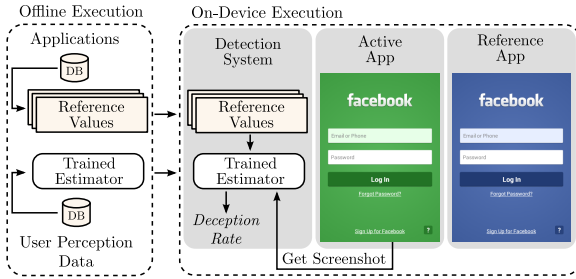 Offline Execution
On-Device Execution
Applications
DB
Reference
Values
Trained
Estimator
DB
User Perception
Data
Detection
System
Reference
Values
Trained
Estimator
Deception
Rate
Get Screenshot
Active
App
facebook
Email or Phone
Password
Log In
Forgot Password?
Sign Up for Facebook
?
Reference
App
facebook
Email or Phone
Password
Log In
Forgot Password?
Sign Up for Facebook
?